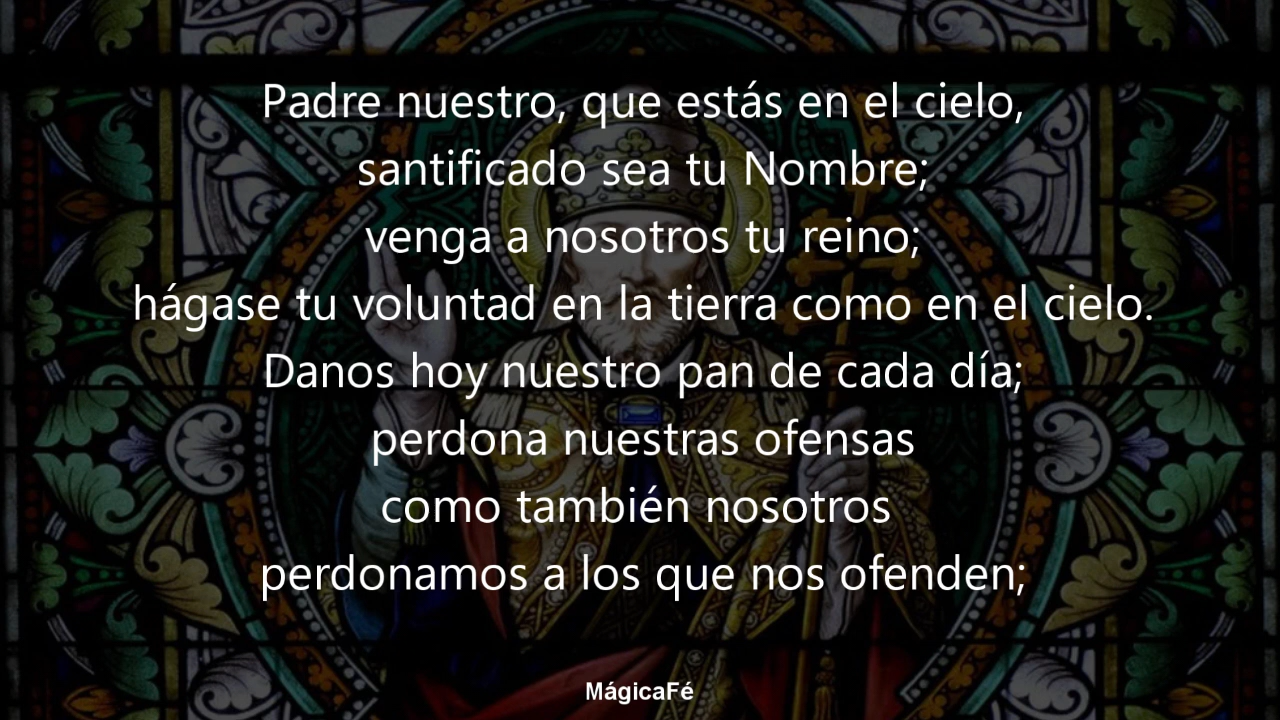 Padre nuestro, que estás en el cielo,
santificado sea tu Nombre;
venga a nosotros tu reino;
hágase tu voluntad en la tierra como en el cielo.
Danos hoy nuestro pan de cada día;
perdona nuestras ofensas
como también nosotros
perdonamos a los que nos ofenden;
MágicaFé